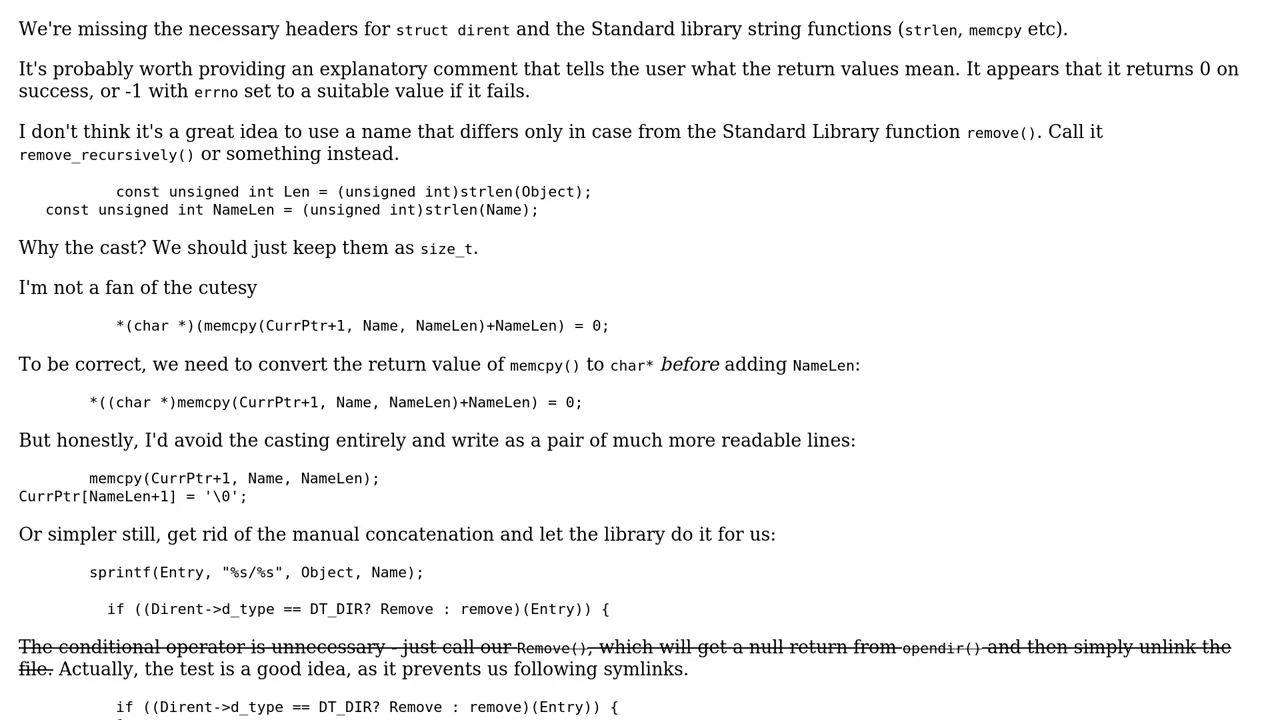 We're missing the necessary headers for struct dirent and the Standard library string functions (strlen, memcpy etc).
It's probably worth providing an explanatory comment that tells the user what the return values mean. It appears that it returns 0 on
success, or -1 with errno set to a suitable value if it fails.
I don't think it's a great idea to use a name that differs only in case from the Standard Library function remove(). Call it
remove_recursively() or something instead.
const unsigned int Len = (unsigned int)strlen(Object);
const unsigned int NameLen = (unsigned int)strlen(Name);
Why the cast? We should just keep them as size_t.
I'm not a fan of the cutesy
*(char *)(memcpy(CurrPtr+1, Name, NameLen)+NameLen) = 0;
To be correct, we need to convert the return value of memcpy() to char* before adding NameLen:
*((char *)memcpy(CurrPtr+1, Name, NameLen)+NameLen) = 0;
But honestly, I'd avoid the casting entirely and write as a pair of much more readable lines:
memcpy(CurrPtr+1, Name, NameLen);
CurrPtr[NameLen+1] = '\0';
Or simpler still, get rid of the manual concatenation and let the library do it for us:
sprintf(Entry, "%s/%s", Object, Name);
if ((Dirent->d_type == DT_DIR? Remove : remove)(Entry)) {
The conditional operator is unnecessary - just call our Remove(), which will get a null return from opendir() and then simply unlink the
file. Actually, the test is a good idea, as it prevents us following symlinks.
if ((Dirent->d_type == DT_DIR? Remove : remove)(Entry)) {